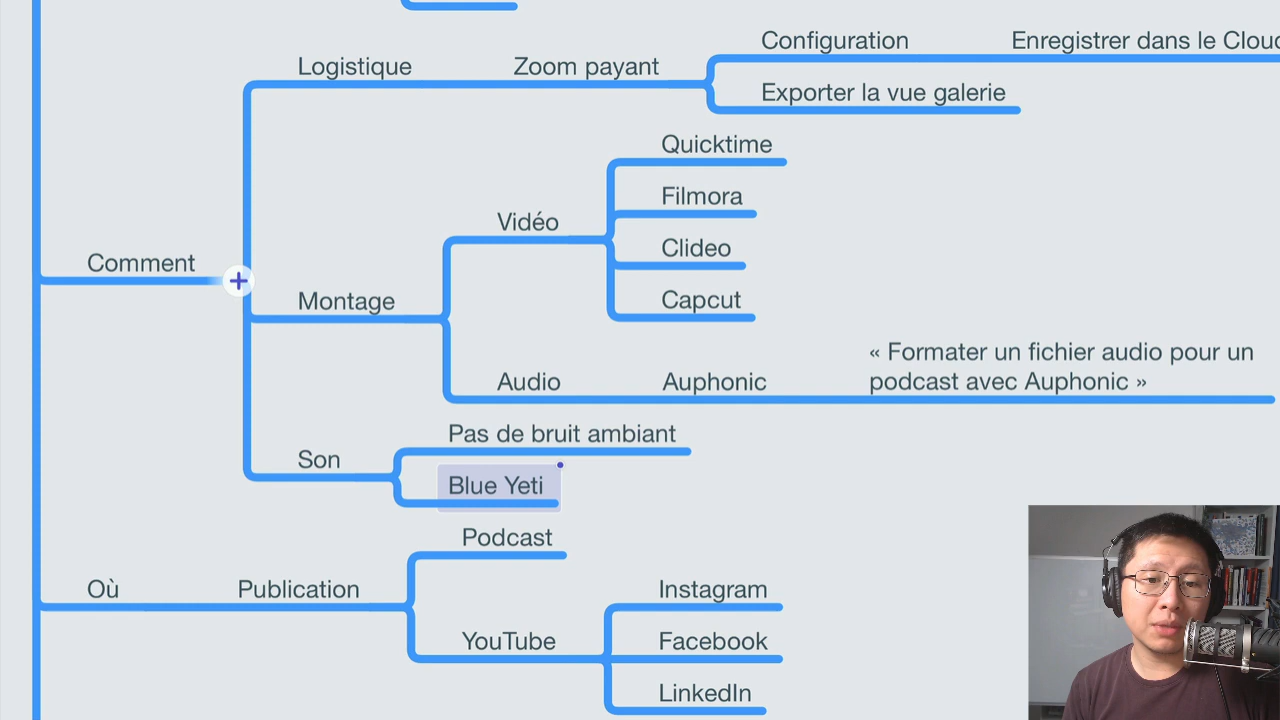 Configuration
Enregistrer dans le Cloud
Logistique
Zoom payant
Exporter la vue galerie
Quicktime
Filmora
Vidéo
Clideo
Comment
Capcut
Montage
« Formater un fichier audio pour un
podcast avec Auphonic »
Audio
Auphonic
Pas de bruit ambiant
Son
Blue Yeti
Podcast
Où
Publication
Instagram
YouTube
Facebook
LinkedIn